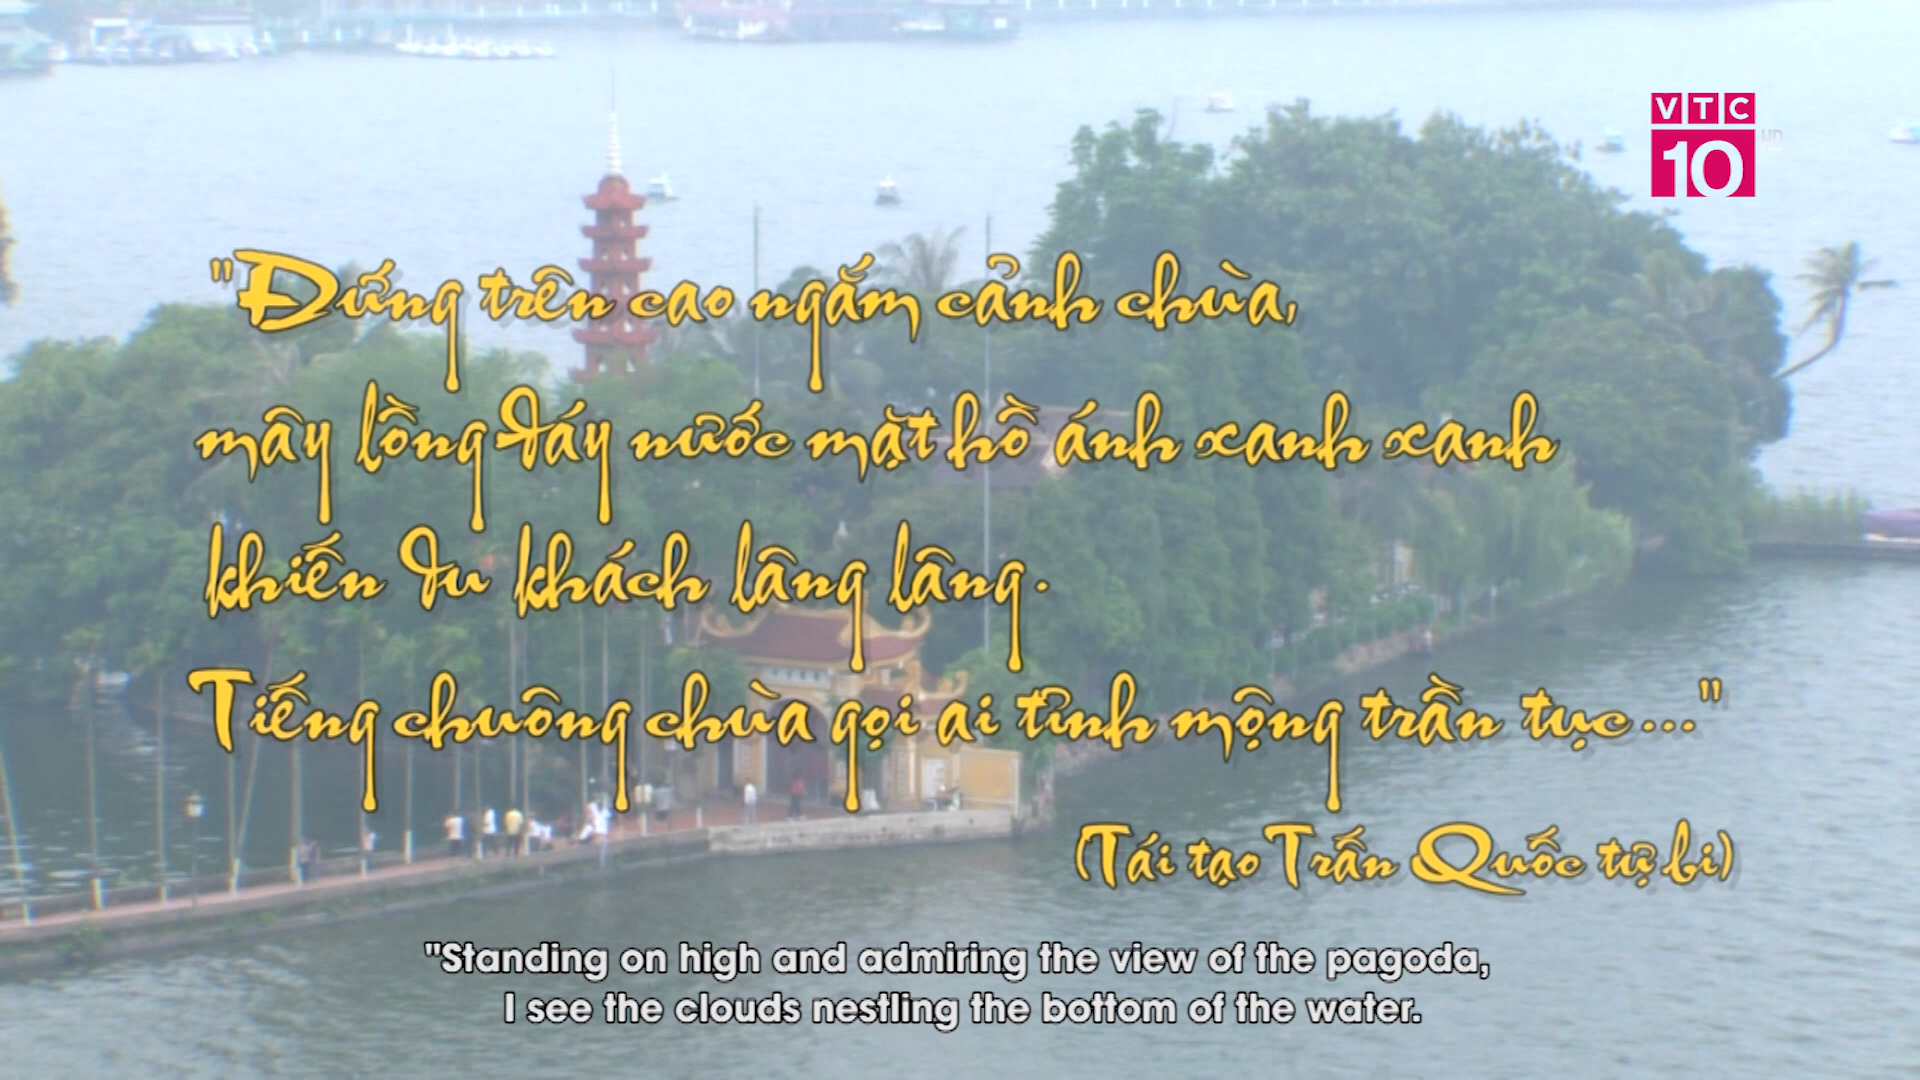 VTC
10
HD
"Đứng trên cao ngắm cảnh chùa,
mây lồng đáy nước mặt hồ ánh xanh xanh
khiến du khách lâng lâng.
Tiếng chuông chùa gọi ai tỉnh mộng trần tục..."
(Tái tạo Trấn Quốc tự bi)
"Standing on high and admiring the view of the pagoda,
I see the clouds nestling the bottom of the water.